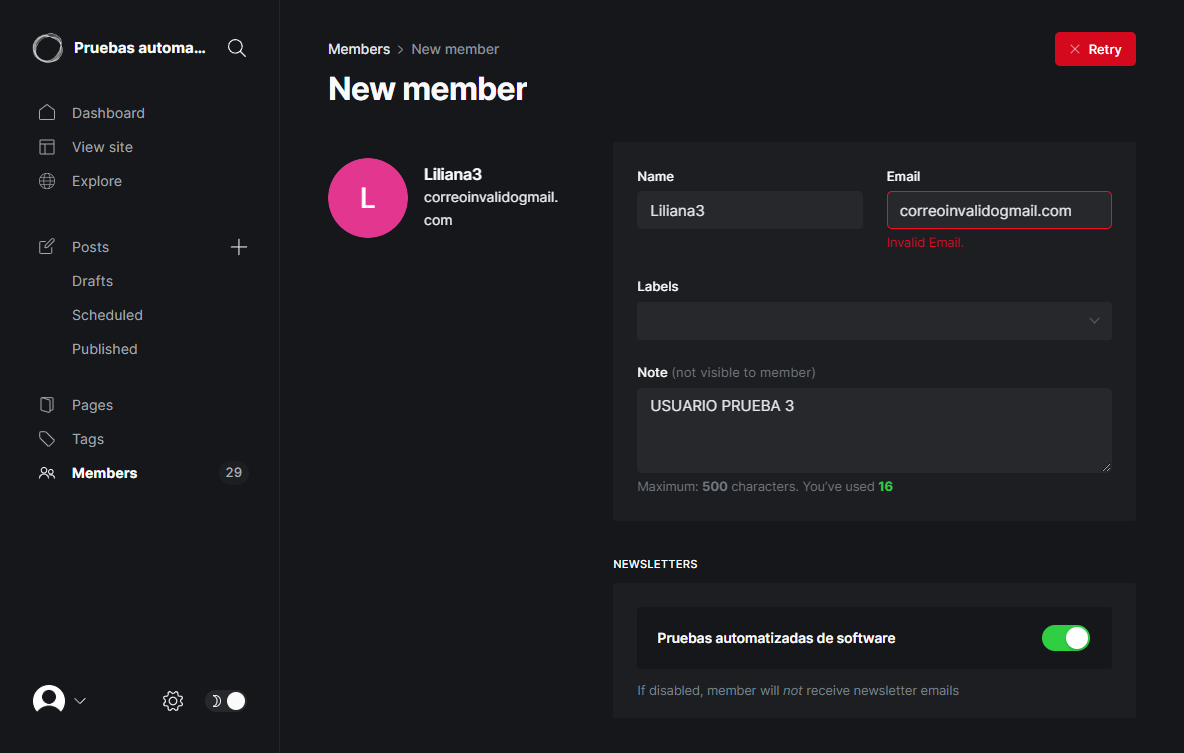 Pruebas automa...
Dashboard
View site
Explore
Posts
Drafts
Scheduled
Published
Pages
Tags
Members 29
Members > New member
Retry
New member
L
Liliana3
correoinvalidogmail.
com
Name
Liliana3
Email
correoinvalidogmail.com
Invalid Email.
Labels
Note (not visible to member)
USUARIO PRUEBA 3
Maximum: 500 characters. You've used 16
NEWSLETTERS
Pruebas automatizadas de software
If disabled, member will not receive newsletter emails